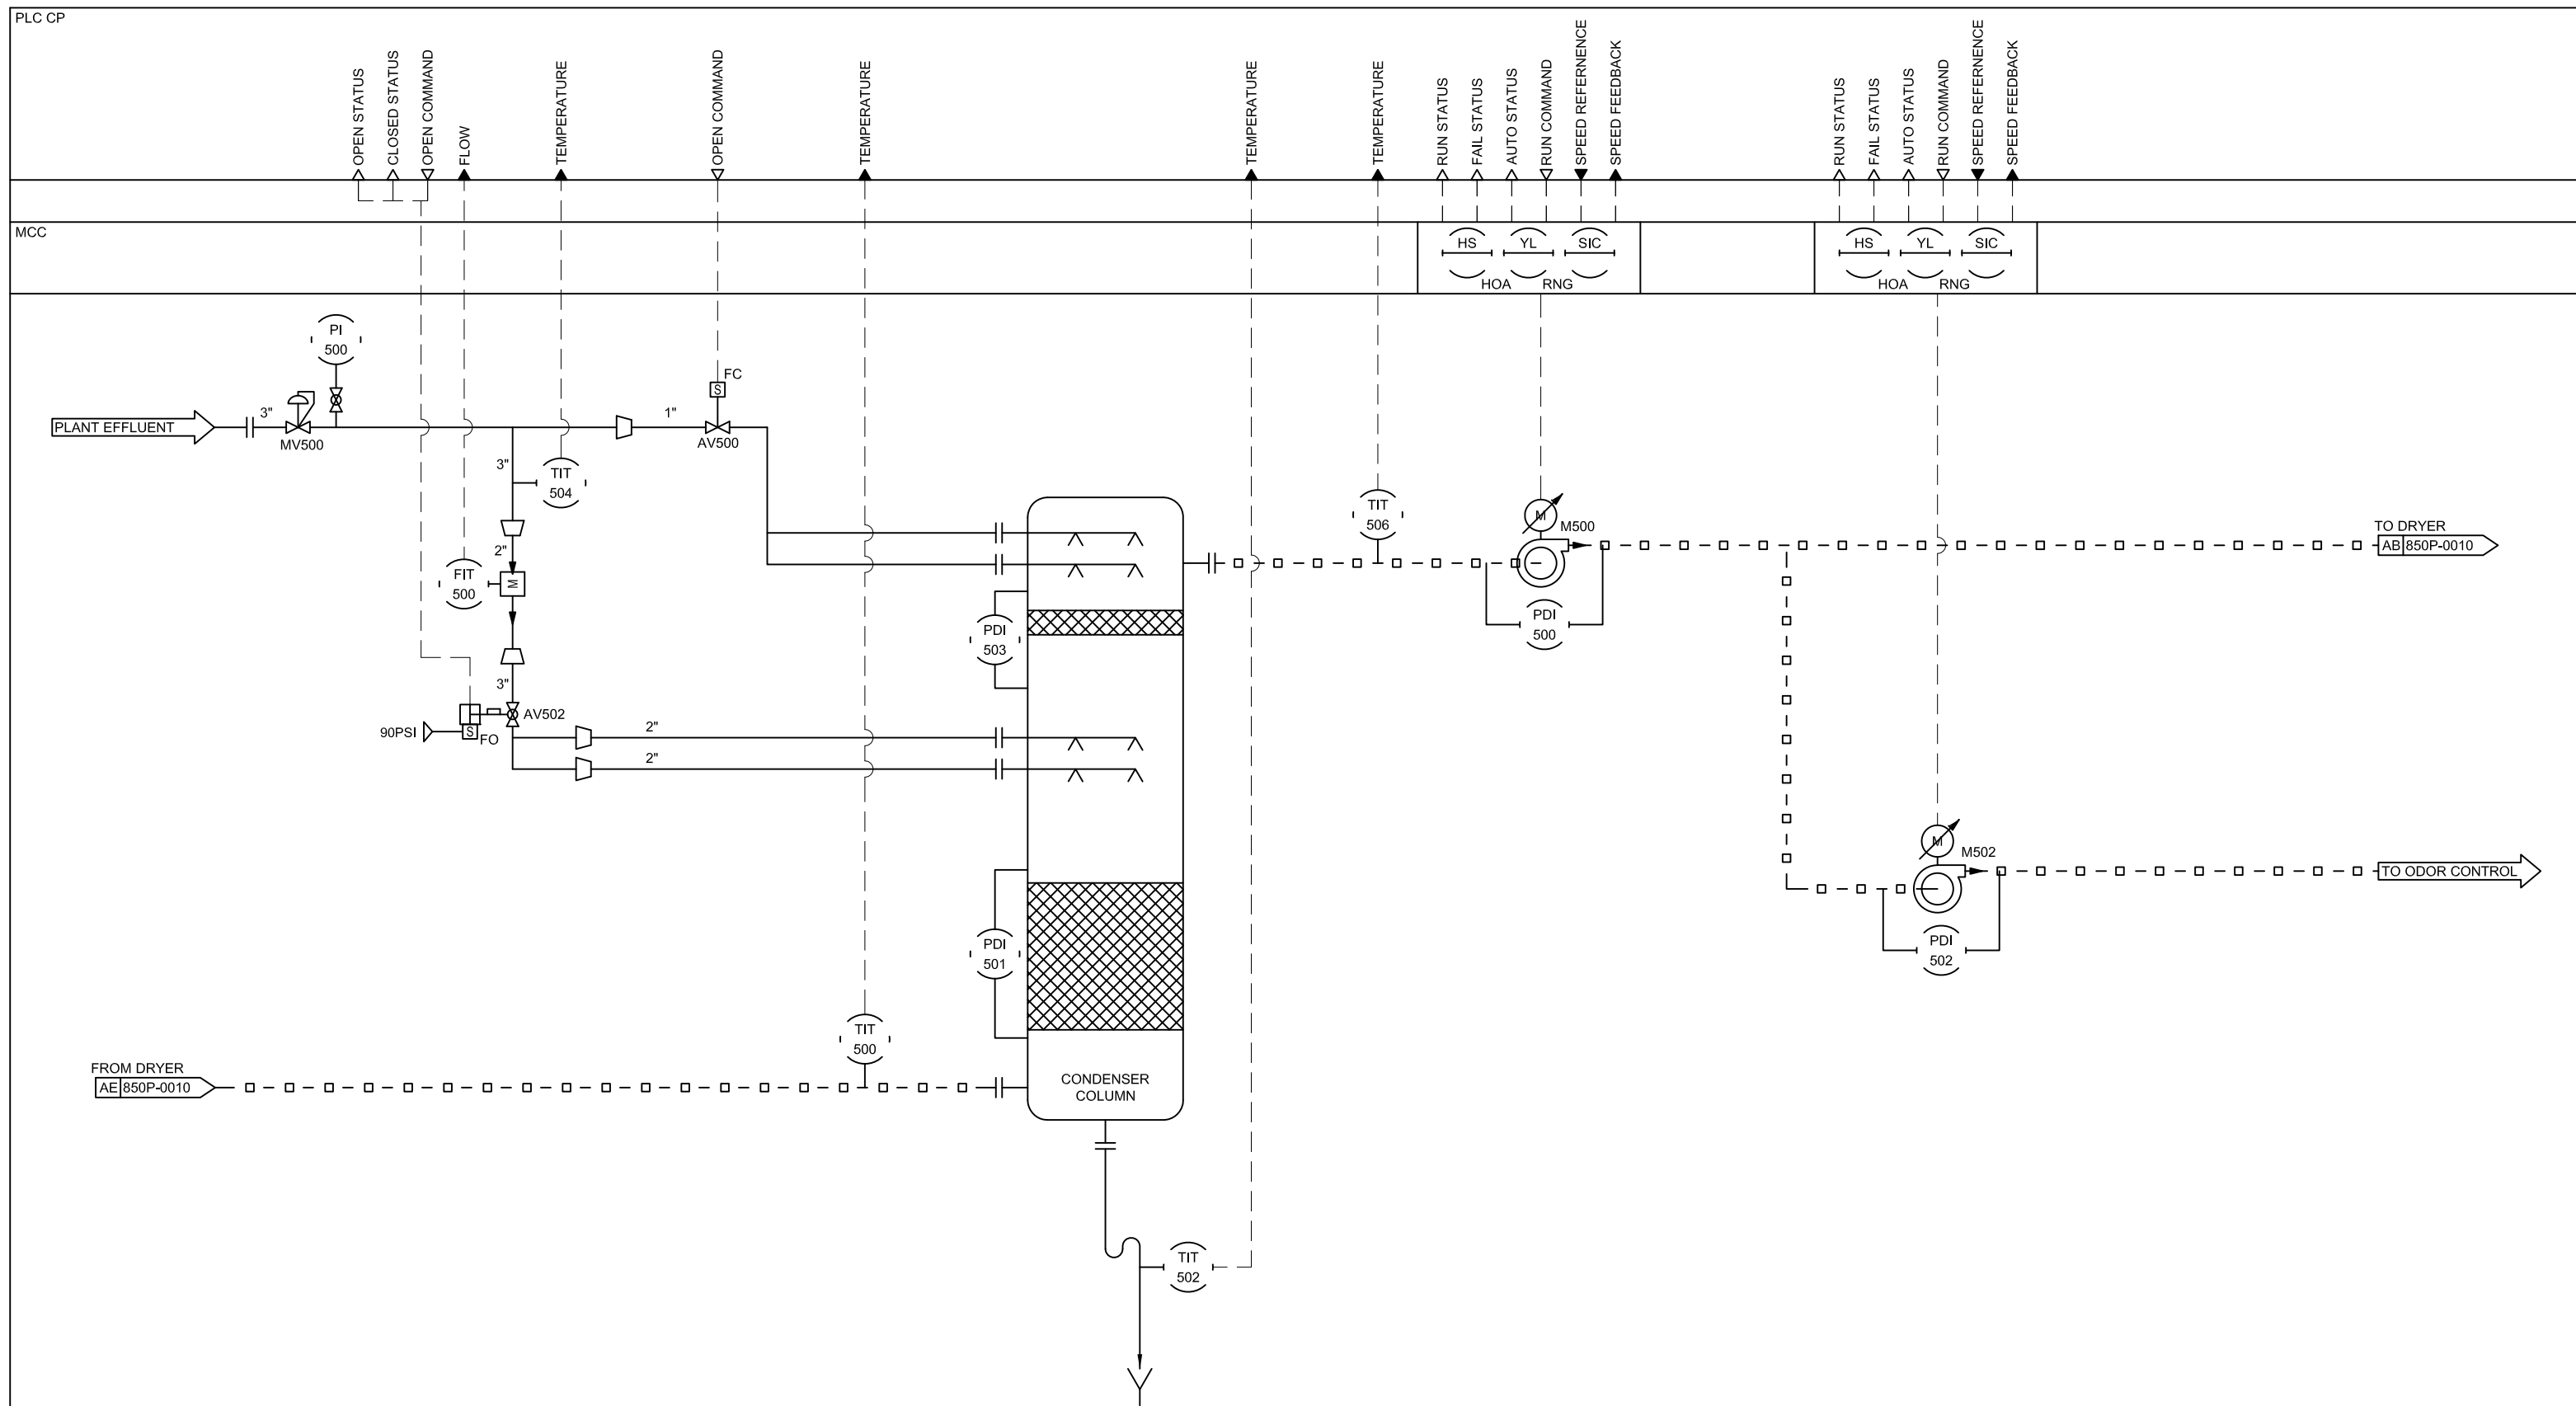 PLC CP
OPEN STATUS
CLOSED STATUS
OPEN COMMAND
FLOW
TEMPERATURE
OPEN COMMAND
TEMPERATURE
TEMPERATURE
TEMPERATURE
RUN STATUS
FAIL STATUS
AUTO STATUS
RUN COMMAND
SPEED REFERNENCE
SPEED FEEDBACK
RUN STATUS
FAIL STATUS
AUTO STATUS
RUN COMMAND
SPEED REFERNENCE
SPEED FEEDBACK
MCC
HS YL SIC
HOA RNG
HS YL SIC
HOA RNG
PI
500
S FC
PLANT EFFLUENT
3"
MV500
1"
AV500
3"
TIT
504
2"
FIT
500
M
3"
AV502
90PSI
S FO
2"
2"
PDI
503
PDI
501
TIT
500
FROM DRYER
AE 850P-0010
CONDENSER
COLUMN
TIT
502
TIT
506
M
M500
PDI
500
TO DRYER
AB 850P-0010
M
M502
PDI
502
TO ODOR CONTROL